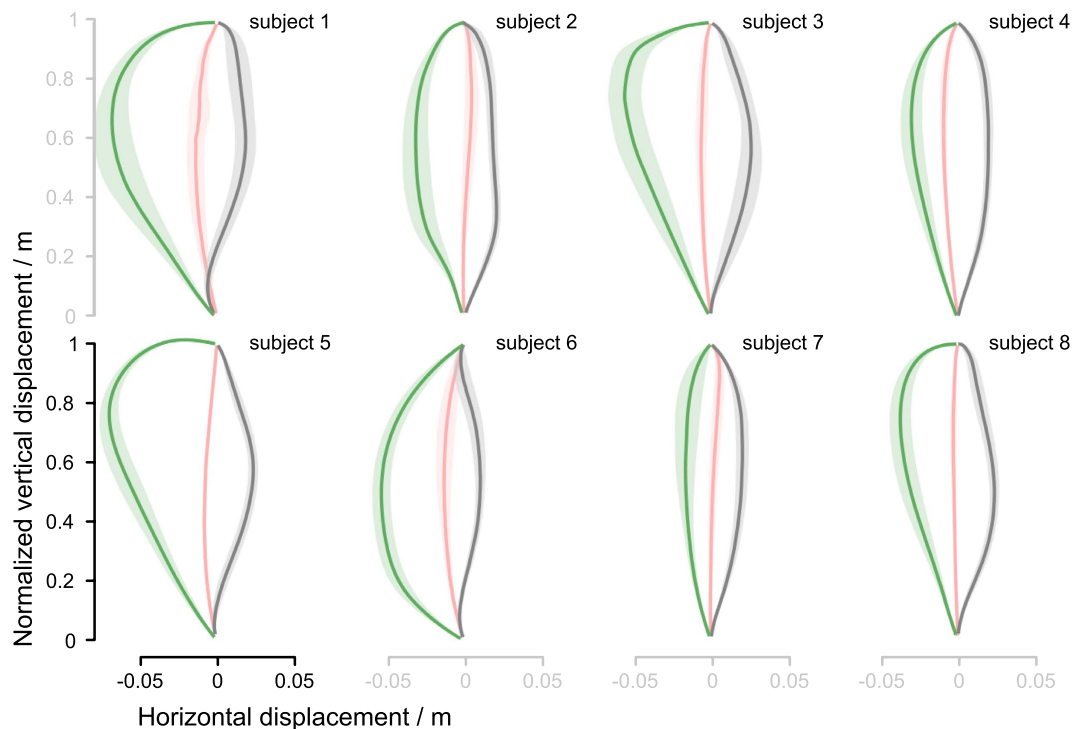 subject 1
subject 2
subject 3
subject 4
1
0.8
0.6
0.4
0.2
0
Normalized vertical displacement / m
subject 5
subject 6
subject 7
subject 8
1
0.8
0.6
0.4
0.2
0
-0.05 0 0.05
-0.05 0 0.05
-0.05 0 0.05
-0.05 0 0.05
Horizontal displacement / m